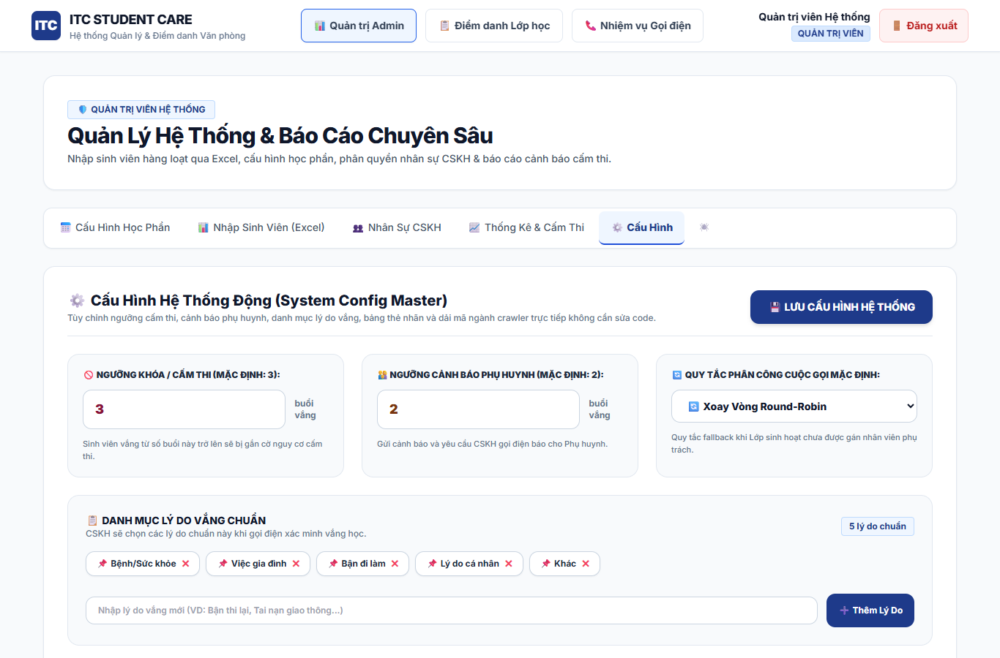 ITC
ITC STUDENT CARE
Hệ thống Quản lý & Điểm danh Văn phòng
Quản trị Admin
Điểm danh Lớp học
Nhiệm vụ Gọi điện
Quản trị viên Hệ thống
QUẢN TRỊ VIÊN
Đăng xuất
QUẢN TRỊ VIÊN HỆ THỐNG
Quản Lý Hệ Thống & Báo Cáo Chuyên Sâu
Nhập sinh viên hàng loạt qua Excel, cấu hình học phần, phân quyền nhân sự CSKH & báo cáo cảnh báo cấm thi.
Cấu Hình Học Phần
Nhập Sinh Viên (Excel)
Nhân Sự CSKH
Thống Kê & Cấm Thi
Cấu Hình
Cấu Hình Hệ Thống Động (System Config Master)
Tùy chỉnh ngưỡng cấm thi, cảnh báo phụ huynh, danh mục lý do vắng, bảng thẻ nhãn và dải mã ngành crawler trực tiếp không cần sửa code.
LƯU CẤU HÌNH HỆ THỐNG
NGƯỠNG KHÓA / CẤM THI (MẶC ĐỊNH: 3):
3
buổi
vắng
Sinh viên vắng từ số buổi này trở lên sẽ bị gắn cờ nguy cơ cấm
thi.
NGƯỠNG CẢNH BÁO PHỤ HUYNH (MẶC ĐỊNH: 2):
2
buổi
vắng
Gửi cảnh báo và yêu cầu CSKH gọi điện báo cho Phụ huynh.
QUY TẮC PHÂN CÔNG CUỘC GỌI MẶC ĐỊNH:
Xoay Vòng Round-Robin
Quy tắc fallback khi Lớp sinh hoạt chưa được gán nhân viên phụ
trách.
DANH MỤC LÝ DO VẮNG CHUẨN
CSKH sẽ chọn các lý do chuẩn này khi gọi điện xác minh vắng học.
5 lý do chuẩn
Bệnh/Sức khỏe
Việc gia đình
Bận đi làm
Lý do cá nhân
Khác
Nhập lý do vắng mới (VD: Bận thi lại, Tai nạn giao thông...)
Thêm Lý Do